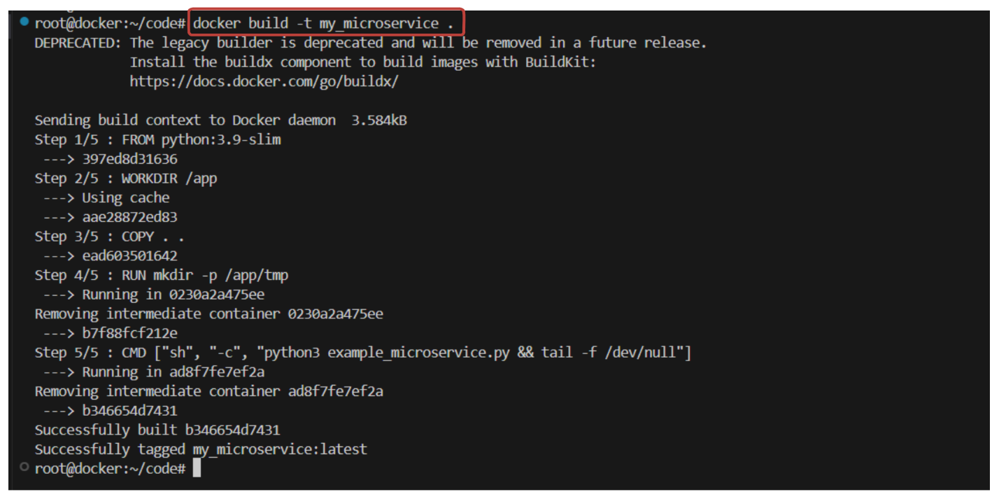 root@docker:~/code# docker build -t my_microservice .
DEPRECATED: The legacy builder is deprecated and will be removed in a future release.
            Install the buildx component to build images with BuildKit:
            https://docs.docker.com/go/buildx/

Sending build context to Docker daemon  3.584kB
Step 1/5 : FROM python:3.9-slim
 ---> 397ed8d31636
Step 2/5 : WORKDIR /app
 ---> Using cache
 ---> aae28872ed83
Step 3/5 : COPY . .
 ---> ead603501642
Step 4/5 : RUN mkdir -p /app/tmp
 ---> Running in 0230a2a475ee
Removing intermediate container 0230a2a475ee
 ---> b7f88fcf212e
Step 5/5 : CMD ["sh", "-c", "python3 example_microservice.py && tail -f /dev/null"]
 ---> Running in ad8f7fe7ef2a
Removing intermediate container ad8f7fe7ef2a
 ---> b346654d7431
Successfully built b346654d7431
Successfully tagged my_microservice:latest
root@docker:~/code#